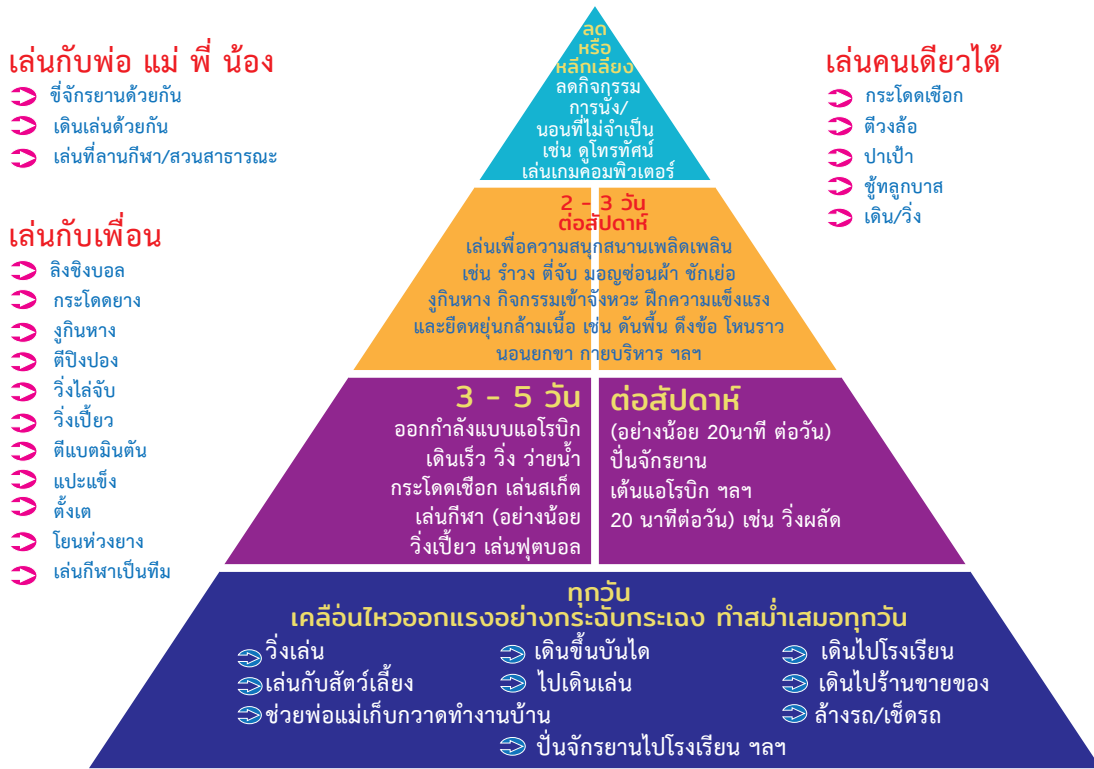 เล่นกับพ่อ แม่ พี่ น้อง
ขี่จักรยานด้วยกัน
เดินเล่นด้วยกัน
เล่นที่ลานกีฬา/สวนสาธารณะ
เล่นกับเพื่อน
ลิงชิงบอล
กระโดดยาง
งูกินหาง
ตีปิงปอง
วิ่งไล่จับ
วิ่งเปี้ยว
ตีแบตมินตัน
แปะแข็ง
ตั้งเต
โยนห่วงยาง
เล่นกีฬาเป็นทีม
เล่นคนเดียวได้
กระโดดเชือก
ตีวงล้อ
ปาเป้า
ชู้ทลูกบาส
เดิน/วิ่ง
ลด
หรือ
หลีกเลี่ยง
ลดกิจกรรม
การนั่ง/
นอนที่ไม่จำเป็น
เช่น ดูโทรทัศน์
เล่นเกมคอมพิวเตอร์
2 - 3 วัน
ต่อสัปดาห์
เล่นเพื่อความสนุกสนานเพลิดเพลิน
เช่น รำวง ตี่จับ มอญซ่อนผ้า ชักเย่อ
งูกินหาง กิจกรรมเข้าจังหวะ ฝึกความแข็งแรง
และยืดหยุ่นกล้ามเนื้อ เช่น ดันพื้น ดึงข้อ โหนราว
นอนยกขา กายบริหาร ฯลฯ
3 - 5 วัน
ออกกำลังแบบแอโรบิก
เดินเร็ว วิ่ง ว่ายน้ำ
กระโดดเชือก เล่นสเก็ต
เล่นกีฬา (อย่างน้อย
วิ่งเปี้ยว เล่นฟุตบอล
ต่อสัปดาห์
(อย่างน้อย 20นาที ต่อวัน)
ปั่นจักรยาน
เต้นแอโรบิก ฯลฯ
20 นาทีต่อวัน) เช่น วิ่งผลัด
ทุกวัน
เคลื่อนไหวออกแรงอย่างกระฉับกระเฉง ทำสม่ำเสมอทุกวัน
วิ่งเล่น
เล่นกับสัตว์เลี้ยง
ช่วยพ่อแม่เก็บกวาดทำงานบ้าน
เดินขึ้นบันได
ไปเดินเล่น
ปั่นจักรยานไปโรงเรียน ฯลฯ
เดินไปโรงเรียน
เดินไปร้านขายของ
ล้างรถ/เช็ดรถ